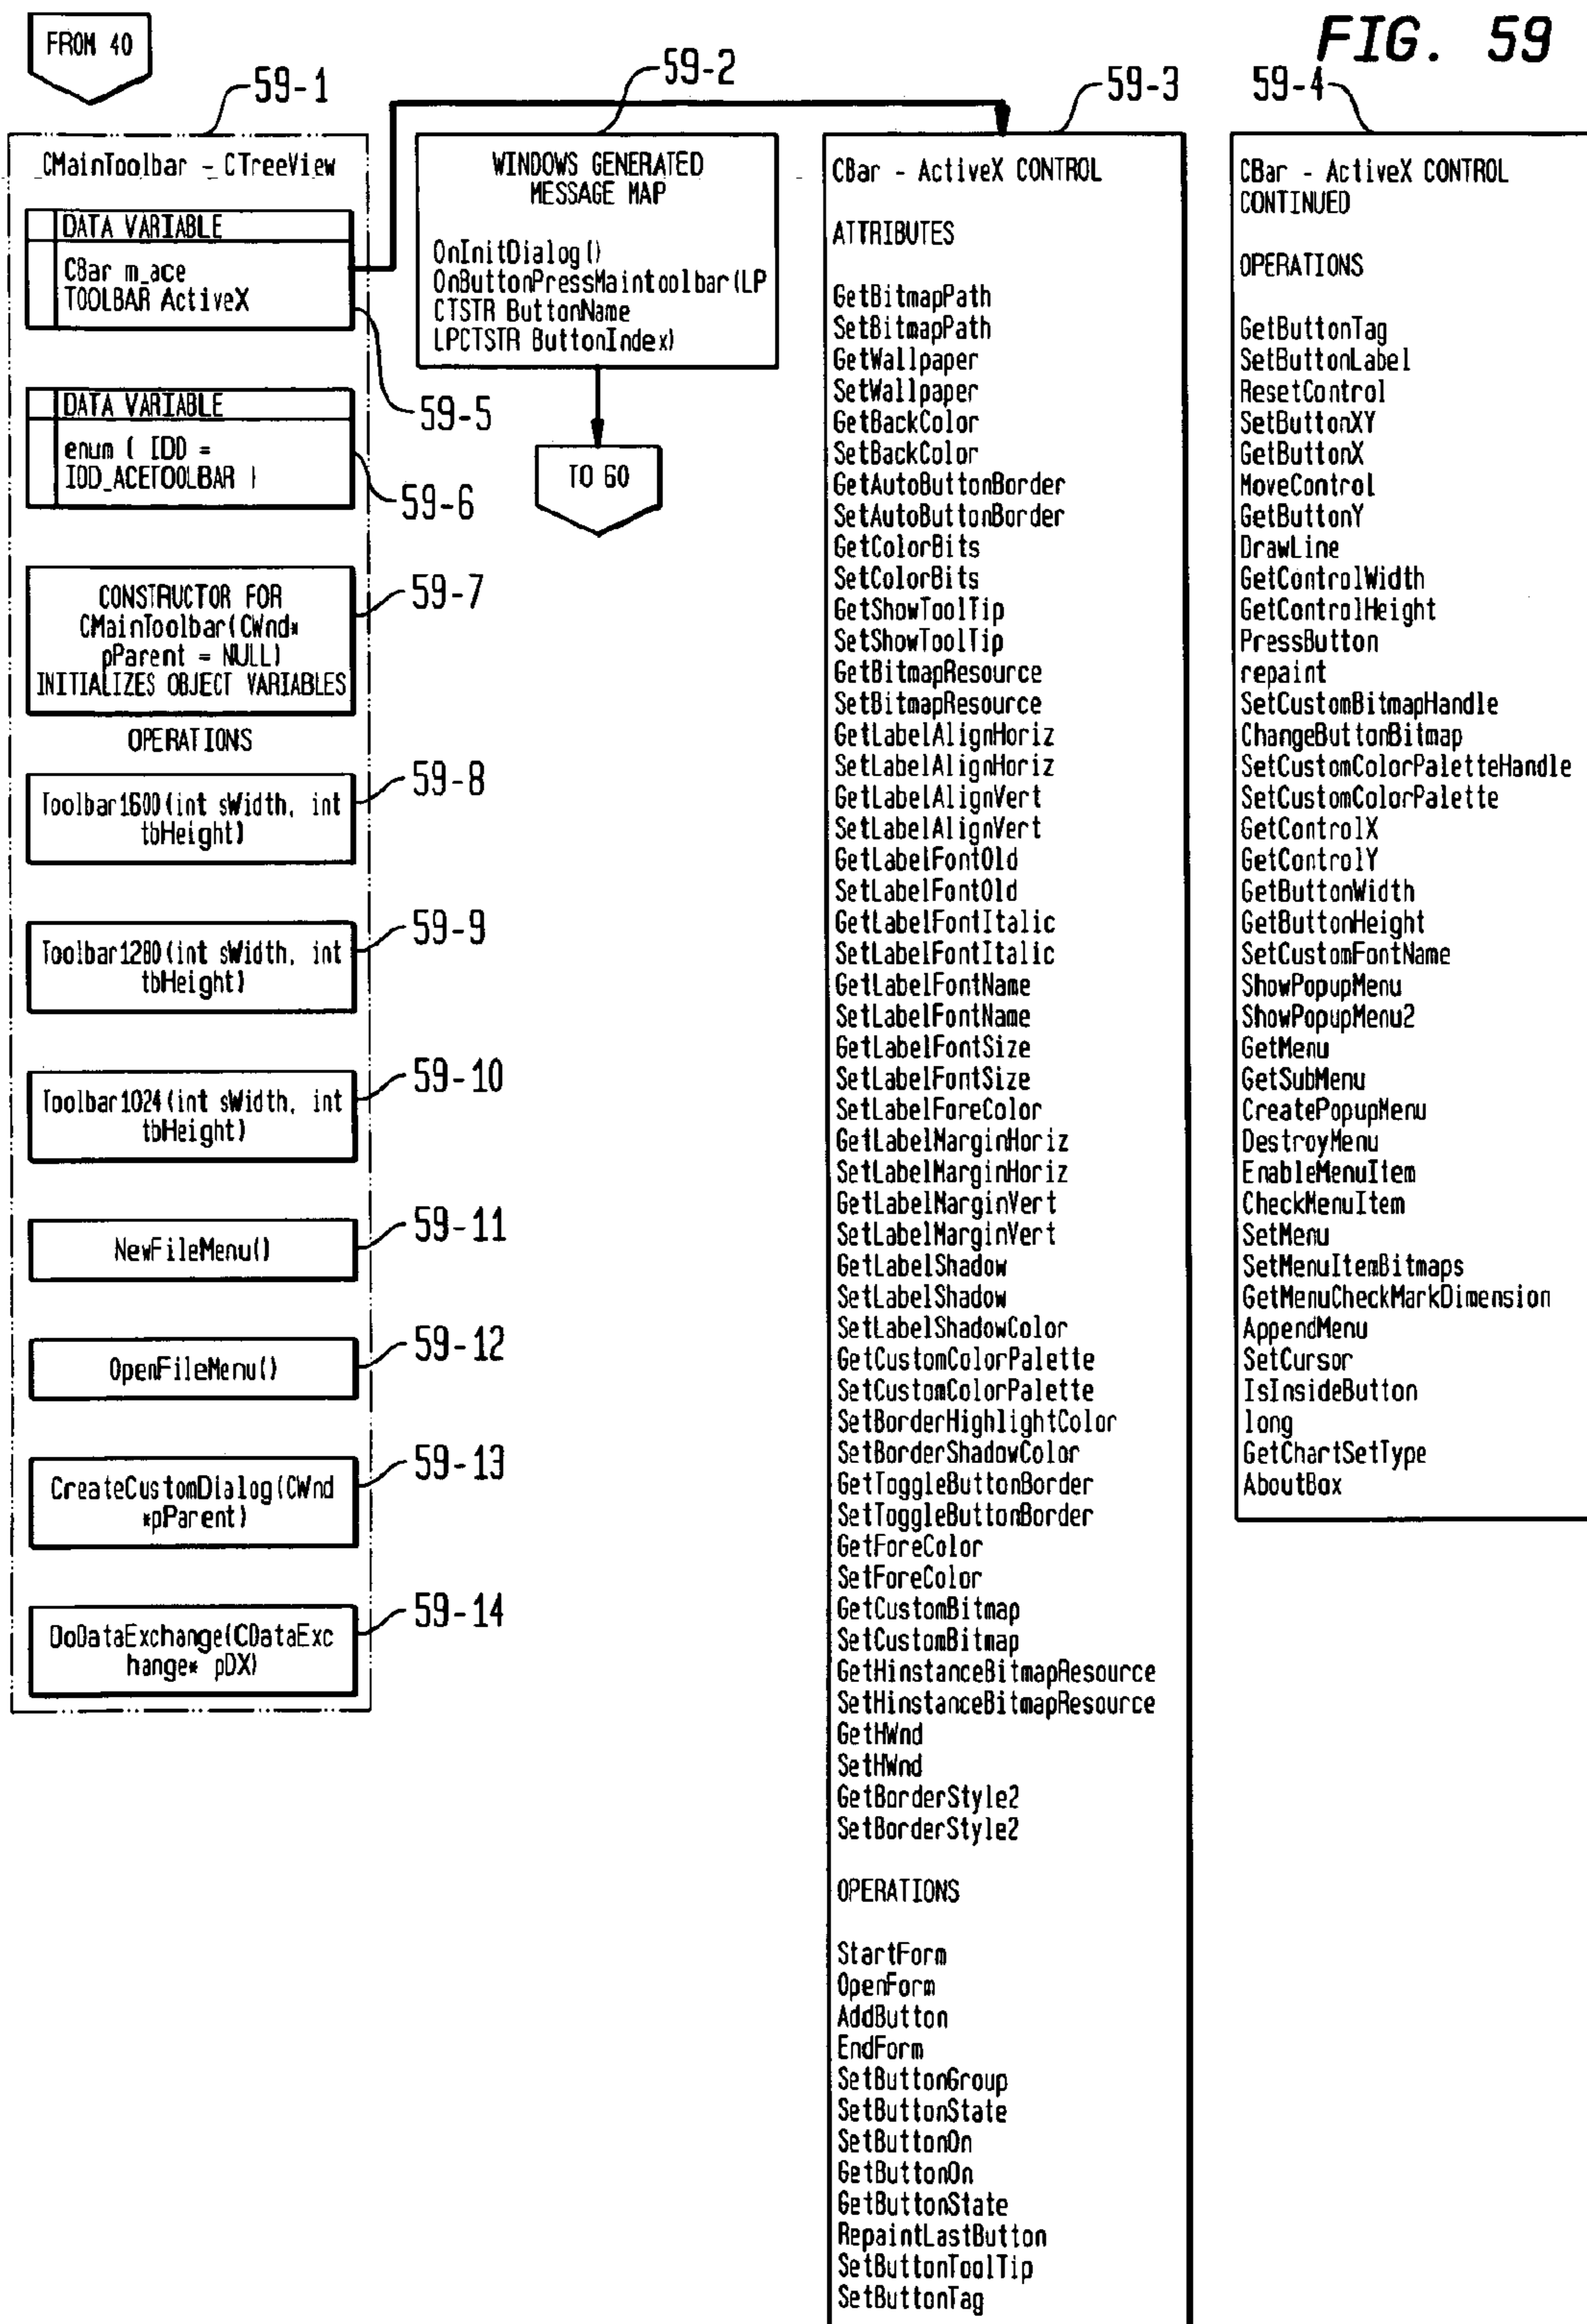 FIG. 59
FROM 40
59-1
CMainToolbar - CTreeView
DATA VARIABLE
CBar m_ace
TOOLBAR ActiveX
59-5
DATA VARIABLE
enum { IDD =
IDD_ACETOOLBAR }
59-6
CONSTRUCTOR FOR
CMainToolbar(CWnd*
pParent = NULL)
INITIALIZES OBJECT VARIABLES
59-7
OPERATIONS
Toolbar1600(int sWidth, int
tbHeight)
59-8
Toolbar1280(int sWidth, int
tbHeight)
59-9
Toolbar1024(int sWidth, int
tbHeight)
59-10
NewFileMenu()
59-11
OpenFileMenu()
59-12
CreateCustomDialog(CWnd
*pParent)
59-13
DoDataExchange(CDataExc
hange* pDX)
59-14
59-2
WINDOWS GENERATED
MESSAGE MAP
OnInitDialog()
OnButtonPressMaintoolbar(LP
CTSTR ButtonName
LPCTSTR ButtonIndex)
TO 60
59-3
CBar - ActiveX CONTROL
ATTRIBUTES
GetBitmapPath
SetBitmapPath
GetWallpaper
SetWallpaper
GetBackColor
SetBackColor
GetAutoButtonBorder
SetAutoButtonBorder
GetColorBits
SetColorBits
GetShowToolTip
SetShowToolTip
GetBitmapResource
SetBitmapResource
GetLabelAlignHoriz
SetLabelAlignHoriz
GetLabelAlignVert
SetLabelAlignVert
GetLabelFontOld
SetLabelFontOld
GetLabelFontItalic
SetLabelFontItalic
GetLabelFontName
SetLabelFontName
GetLabelFontSize
SetLabelFontSize
SetLabelForeColor
GetLabelMarginHoriz
SetLabelMarginHoriz
GetLabelMarginVert
SetLabelMarginVert
GetLabelShadow
SetLabelShadow
SetLabelShadowColor
GetCustomColorPalette
SetCustomColorPalette
SetBorderHighlightColor
SetBorderShadowColor
GetToggleButtonBorder
SetToggleButtonBorder
GetForeColor
SetForeColor
GetCustomBitmap
SetCustomBitmap
GetHinstanceBitmapResource
SetHinstanceBitmapResource
GetHWnd
SetHWnd
GetBorderStyle2
SetBorderStyle2
OPERATIONS
StartForm
OpenForm
AddButton
EndForm
SetButtonGroup
SetButtonState
SetButtonOn
GetButtonOn
GetButtonState
RepaintLastButton
SetButtonToolTip
SetButtonTag
59-4
CBar - ActiveX CONTROL
CONTINUED
OPERATIONS
GetButtonTag
SetButtonLabel
ResetControl
SetButtonXY
GetButtonX
MoveControl
GetButtonY
DrawLine
GetControlWidth
GetControlHeight
PressButton
repaint
SetCustomBitmapHandle
ChangeButtonBitmap
SetCustomColorPaletteHandle
SetCustomColorPalette
GetControlX
GetControlY
GetButtonWidth
GetButtonHeight
SetCustomFontName
ShowPopupMenu
ShowPopupMenu2
GetMenu
GetSubMenu
CreatePopupMenu
DestroyMenu
EnableMenuItem
CheckMenuItem
SetMenu
SetMenuItemBitmaps
GetMenuCheckMarkDimension
AppendMenu
SetCursor
IsInsideButton
long
GetChartSetType
AboutBox